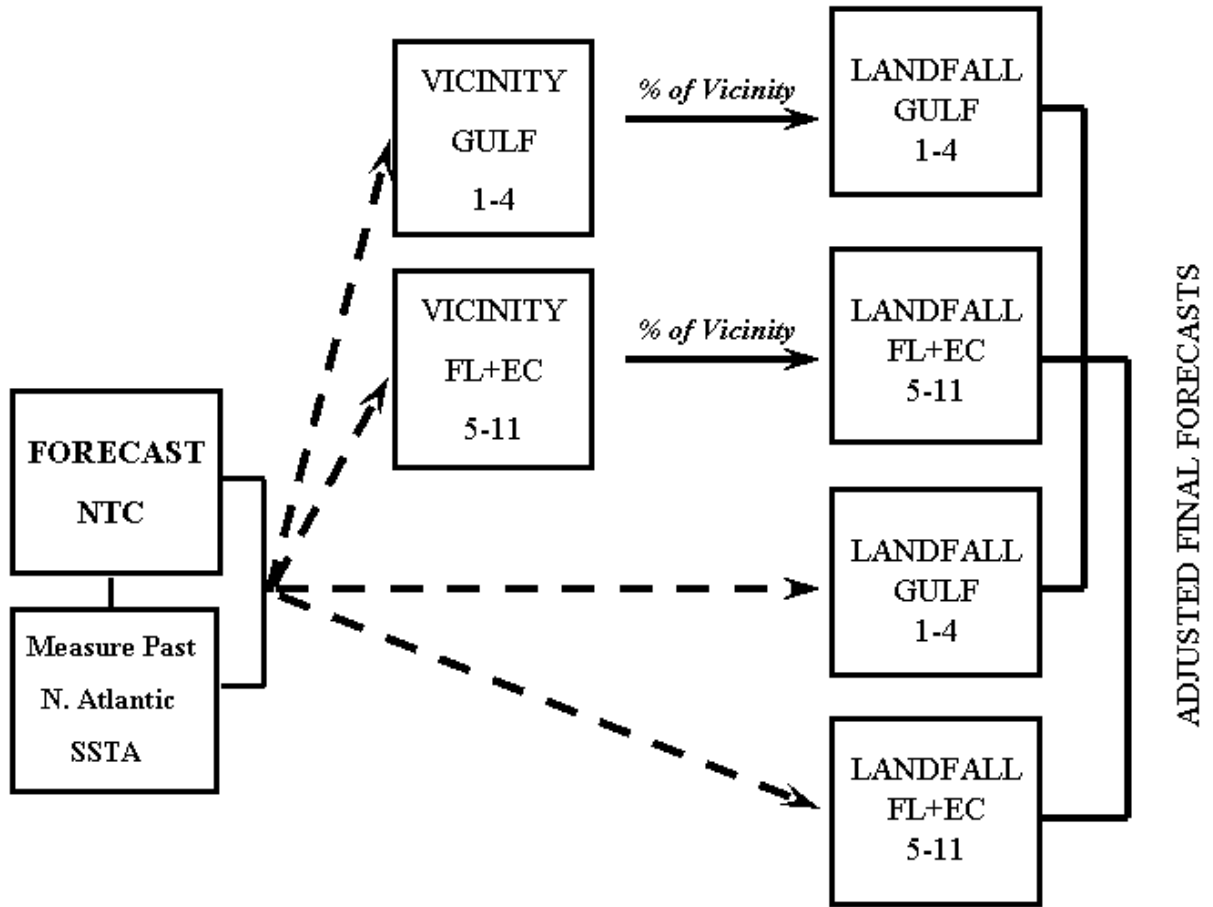 VICINITY
GULF
1-4
% of Vicinity
LANDFALL
GULF
1-4
VICINITY
FL+EC
5-11
% of Vicinity
LANDFALL
FL+EC
5-11
FORECAST
NTC
Measure Past
N. Atlantic
SSTA
LANDFALL
GULF
1-4
LANDFALL
FL+EC
5-11
ADJUSTED FINAL FORECASTS